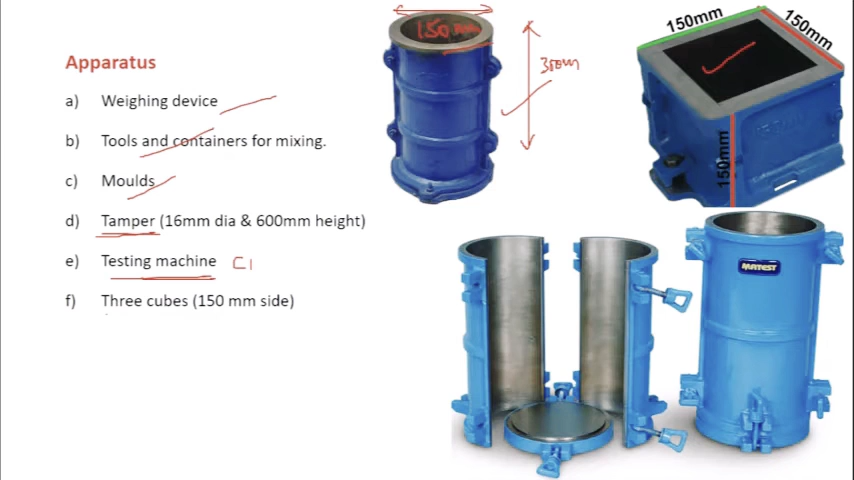 Apparatus
a) Weighing device
b) Tools and containers for mixing.
c) Moulds
d) Tamper (16mm dia & 600mm height)
e) Testing machine
f) Three cubes (150 mm side)
150mm
150mm
150mm
150mm
MATEST